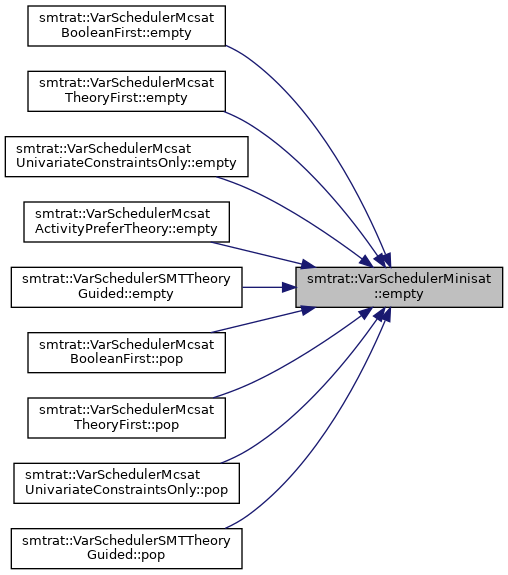 smtrat::VarSchedulerMcsat
BooleanFirst::empty
smtrat::VarSchedulerMcsat
TheoryFirst::empty
smtrat::VarSchedulerMcsat
UnivariateConstraintsOnly::empty
smtrat::VarSchedulerMcsat
ActivityPreferTheory::empty
smtrat::VarSchedulerSMTTheory
Guided::empty
smtrat::VarSchedulerMinisat
::empty
smtrat::VarSchedulerMcsat
BooleanFirst::pop
smtrat::VarSchedulerMcsat
TheoryFirst::pop
smtrat::VarSchedulerMcsat
UnivariateConstraintsOnly::pop
smtrat::VarSchedulerSMTTheory
Guided::pop